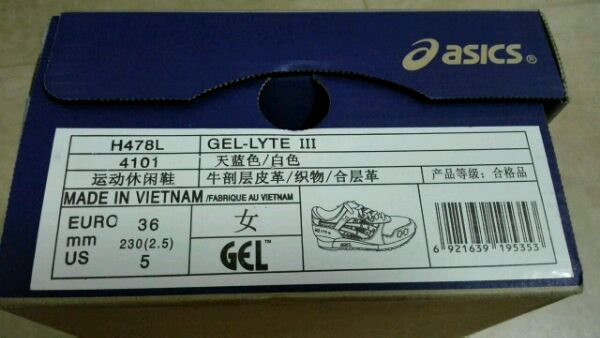 asics®
H478L GEL-LYTE III
4101 天蓝色/白色
运动休闲鞋 牛剖层皮革/织物/合层革 产品等级：合格品
MADE IN VIETNAM/FABRIQUE AU VIETNAM
EURO 36 女
mm 230(2.5)
US 5 GEL™
6 921639 195353